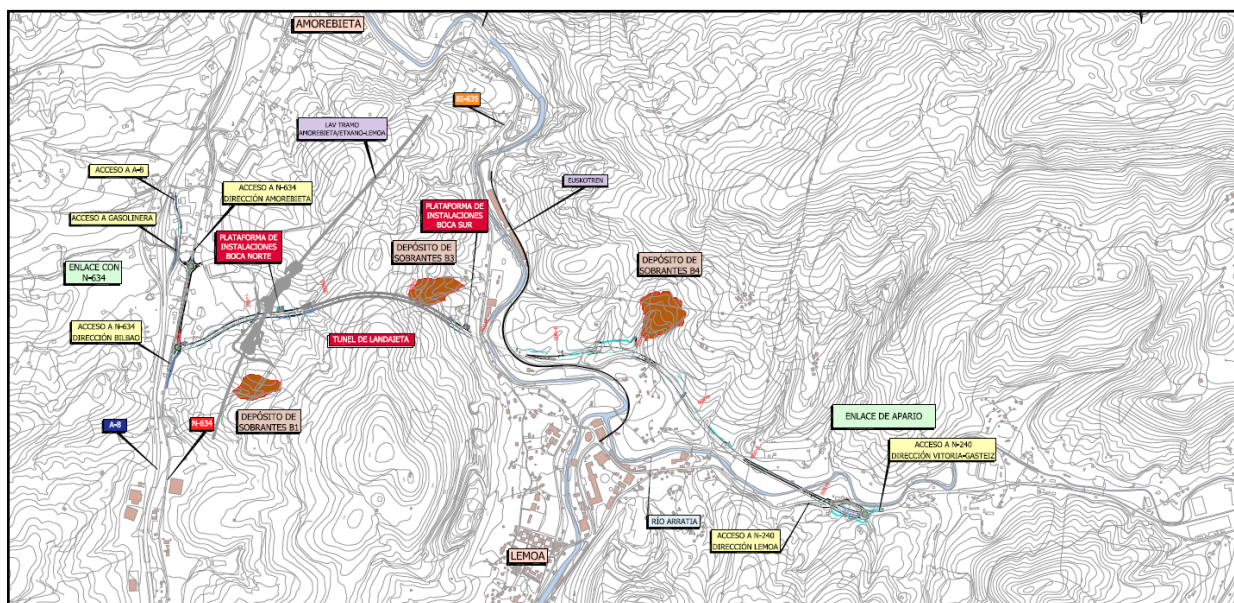 AMOREBIETA
BI-635
LAV TRAMO
AMOREBIETA/ETXANO-LEMOA
ACCESO A A-8
ACCESO A N-634
DIRECCIÓN AMOREBIETA
EUSKOTREN
ACCESO A GASOLINERA
PLATAFORMA DE
INSTALACIONES
BOCA SUR
PLATAFORMA DE
INSTALACIONES
BOCA NORTE
DEPÓSITO DE
SOBRANTES B3
DEPÓSITO DE
SOBRANTES B4
ENLACE CON
N-634
ACCESO A N-634
DIRECCIÓN BILBAO
TUNEL DE LANDAIETA
DEPÓSITO DE
SOBRANTES B1
A-8
N-634
ENLACE DE APARIO
ACCESO A N-240
DIRECCIÓN VITORIA-GASTEIZ
RÍO ARRATIA
ACCESO A N-240
DIRECCIÓN LEMOA
LEMOA